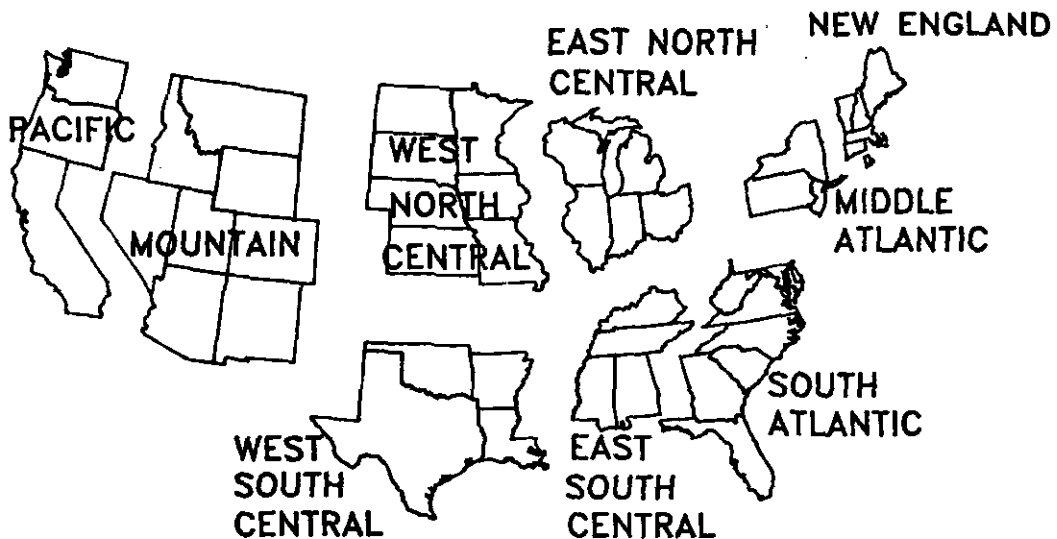 NEW ENGLAND
EAST NORTH
CENTRAL
PACIFIC
WEST
NORTH
CENTRAL
MOUNTAIN
MIDDLE
ATLANTIC
SOUTH
ATLANTIC
WEST
SOUTH
CENTRAL
EAST
SOUTH
CENTRAL